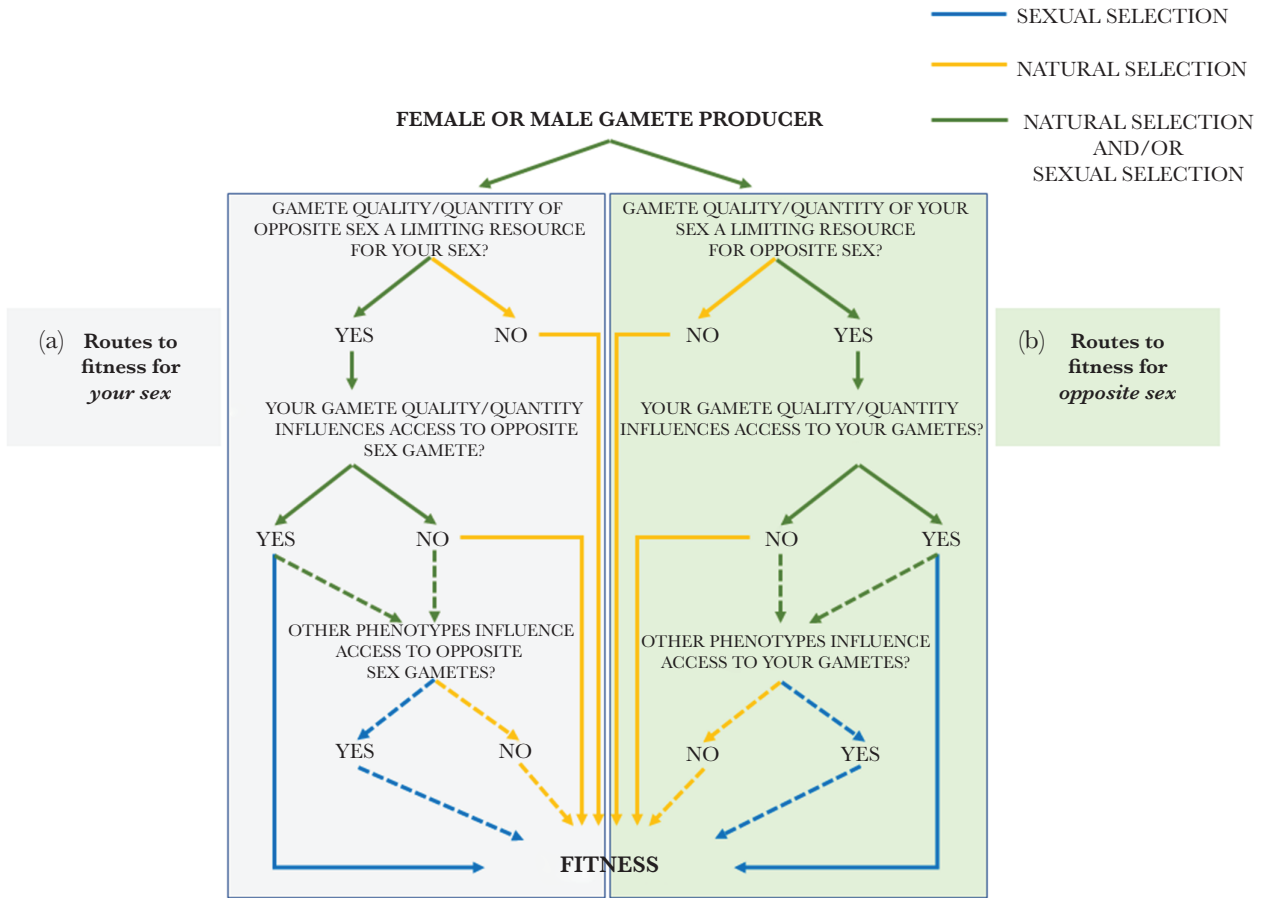 SEXUAL SELECTION
NATURAL SELECTION
NATURAL SELECTION
AND/OR
SEXUAL SELECTION
FEMALE OR MALE GAMETE PRODUCER
(a) Routes to
fitness for
your sex
GAMETE QUALITY/QUANTITY OF
OPPOSITE SEX A LIMITING RESOURCE
FOR YOUR SEX?
YES
NO
YOUR GAMETE QUALITY/QUANTITY
INFLUENCES ACCESS TO OPPOSITE
SEX GAMETE?
YES
NO
OTHER PHENOTYPES INFLUENCE
ACCESS TO OPPOSITE
SEX GAMETES?
YES
NO
GAMETE QUALITY/QUANTITY OF YOUR
SEX A LIMITING RESOURCE
FOR OPPOSITE SEX?
NO
YES
YOUR GAMETE QUALITY/QUANTITY
INFLUENCES ACCESS TO YOUR GAMETES?
NO
YES
OTHER PHENOTYPES INFLUENCE
ACCESS TO YOUR GAMETES?
NO
YES
(b) Routes to
fitness for
opposite sex
FITNESS